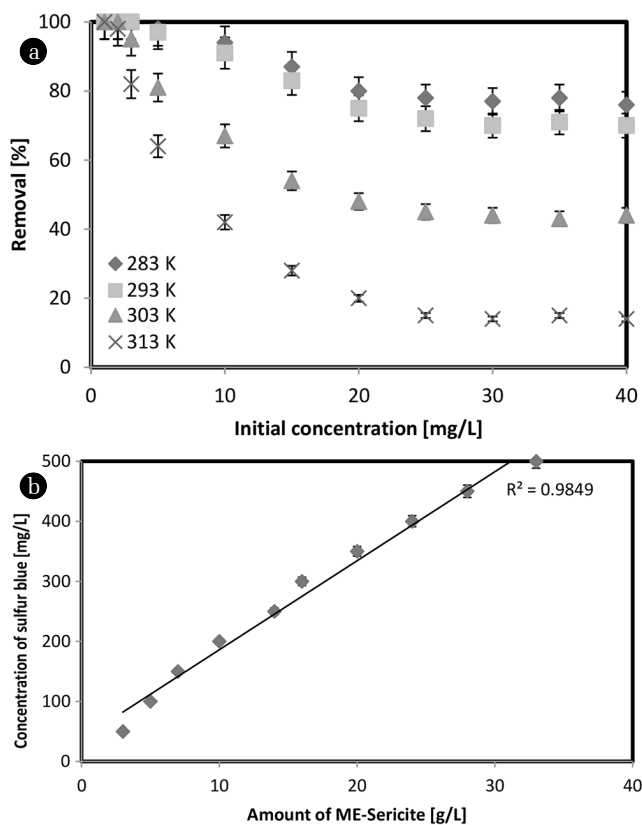 a
100
80
60
40
20
0
Removal [%]
283 K
293 K
303 K
313 K
0 10 20 30 40
Initial concentration [mg/L]
b
500
400
300
200
100
0
Concentration of sulfur blue [mg/L]
R² = 0.9849
0 10 20 30 40
Amount of ME-Sericite [g/L]